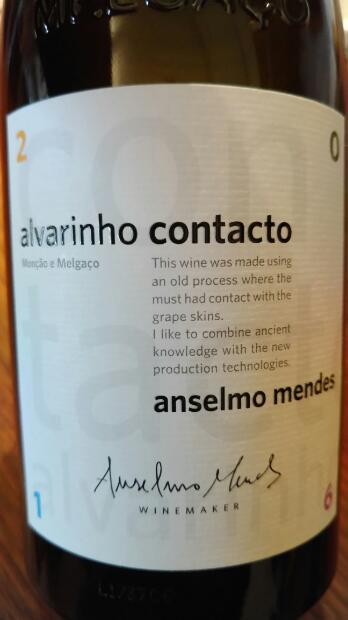 MELGAÇO
2 0
alvarinho contacto
Monção e Melgaço
This wine was made using
an old process where the
must had contact with the
grape skins.
I like to combine ancient
knowledge with the new
production technologies.
anselmo mendes
Anselmo Mendes
WINEMAKER
1 6